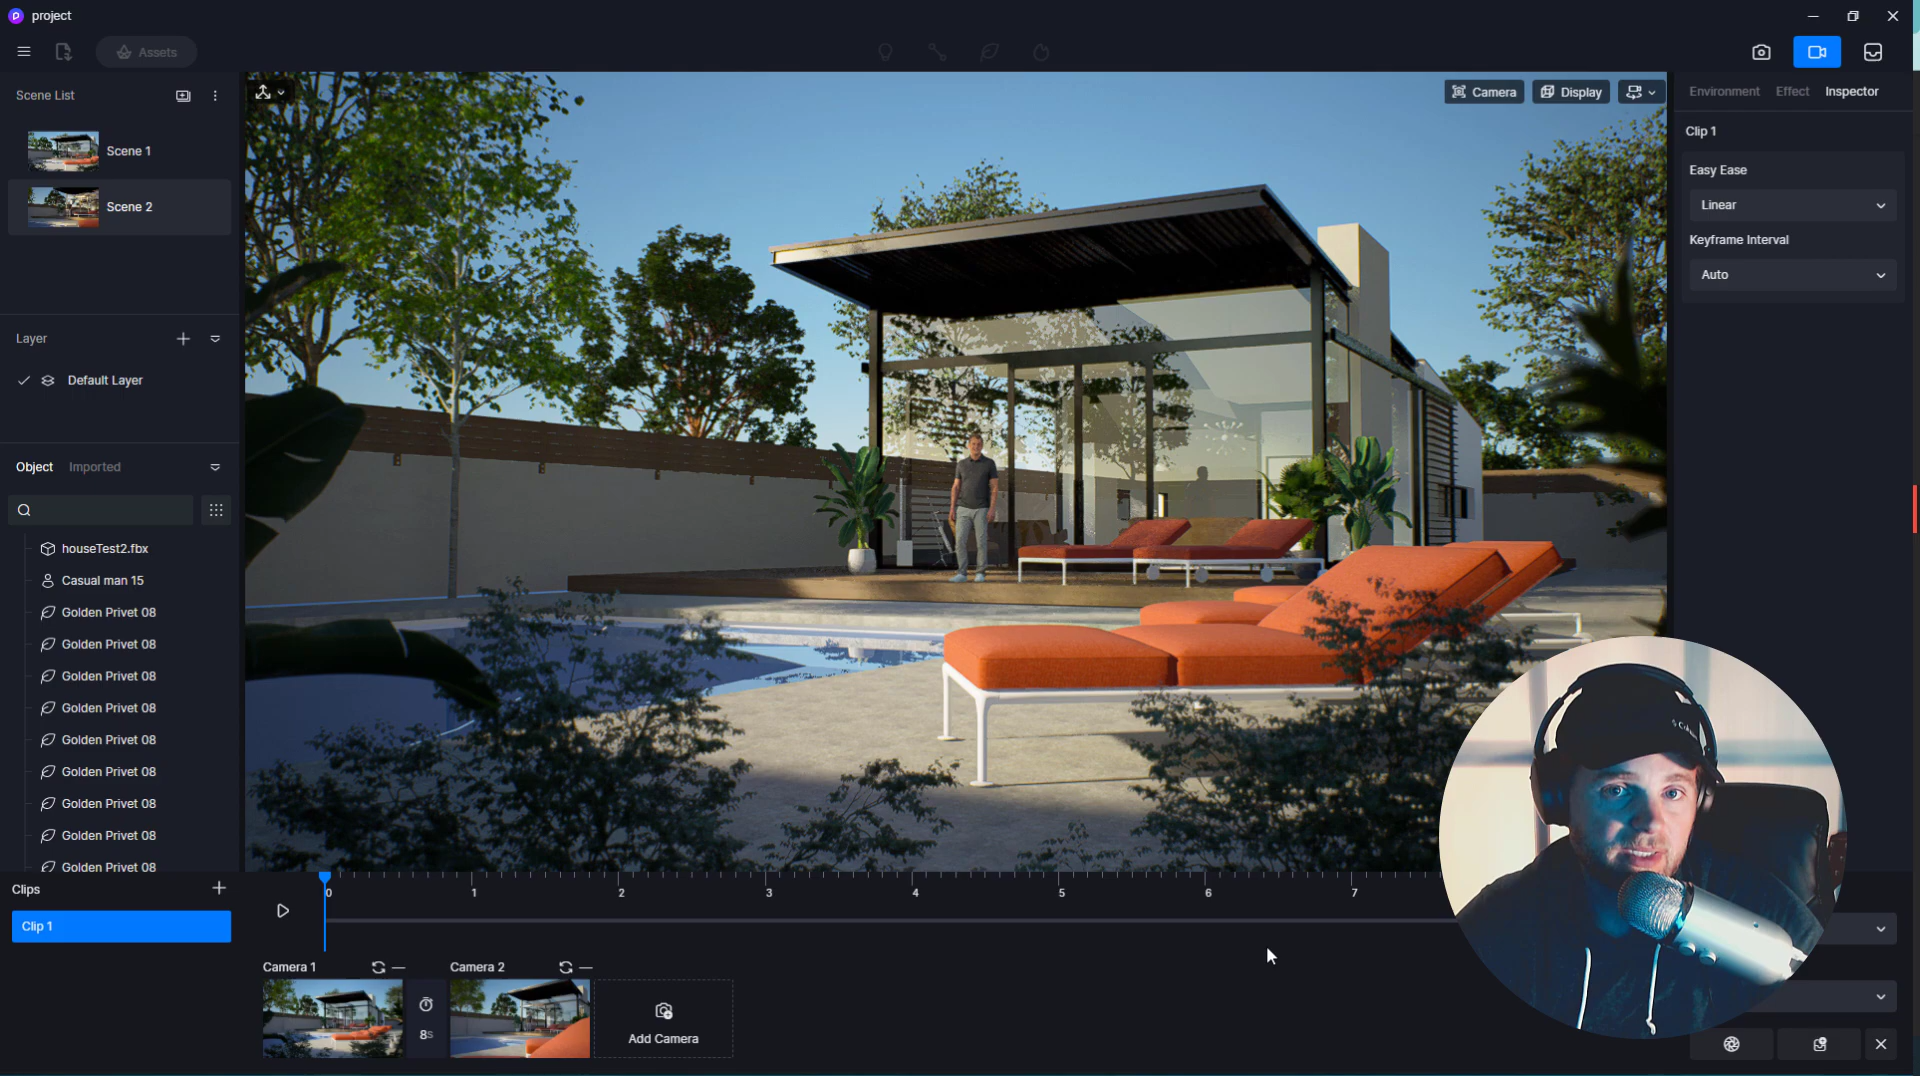 project
Assets
Scene List
Scene 1
Scene 2
Camera
Display
Environment
Effect
Inspector
Clip 1
Easy Ease
Linear
Keyframe Interval
Auto
Layer
Default Layer
Object
Imported
houseTest2.fbx
Casual man 15
Golden Privet 08
Golden Privet 08
Golden Privet 08
Golden Privet 08
Golden Privet 08
Golden Privet 08
Golden Privet 08
Golden Privet 08
Golden Privet 08
Clips
Clip 1
0 1 2 3 4 5 6 7
Camera 1
8s
Camera 2
Add Camera